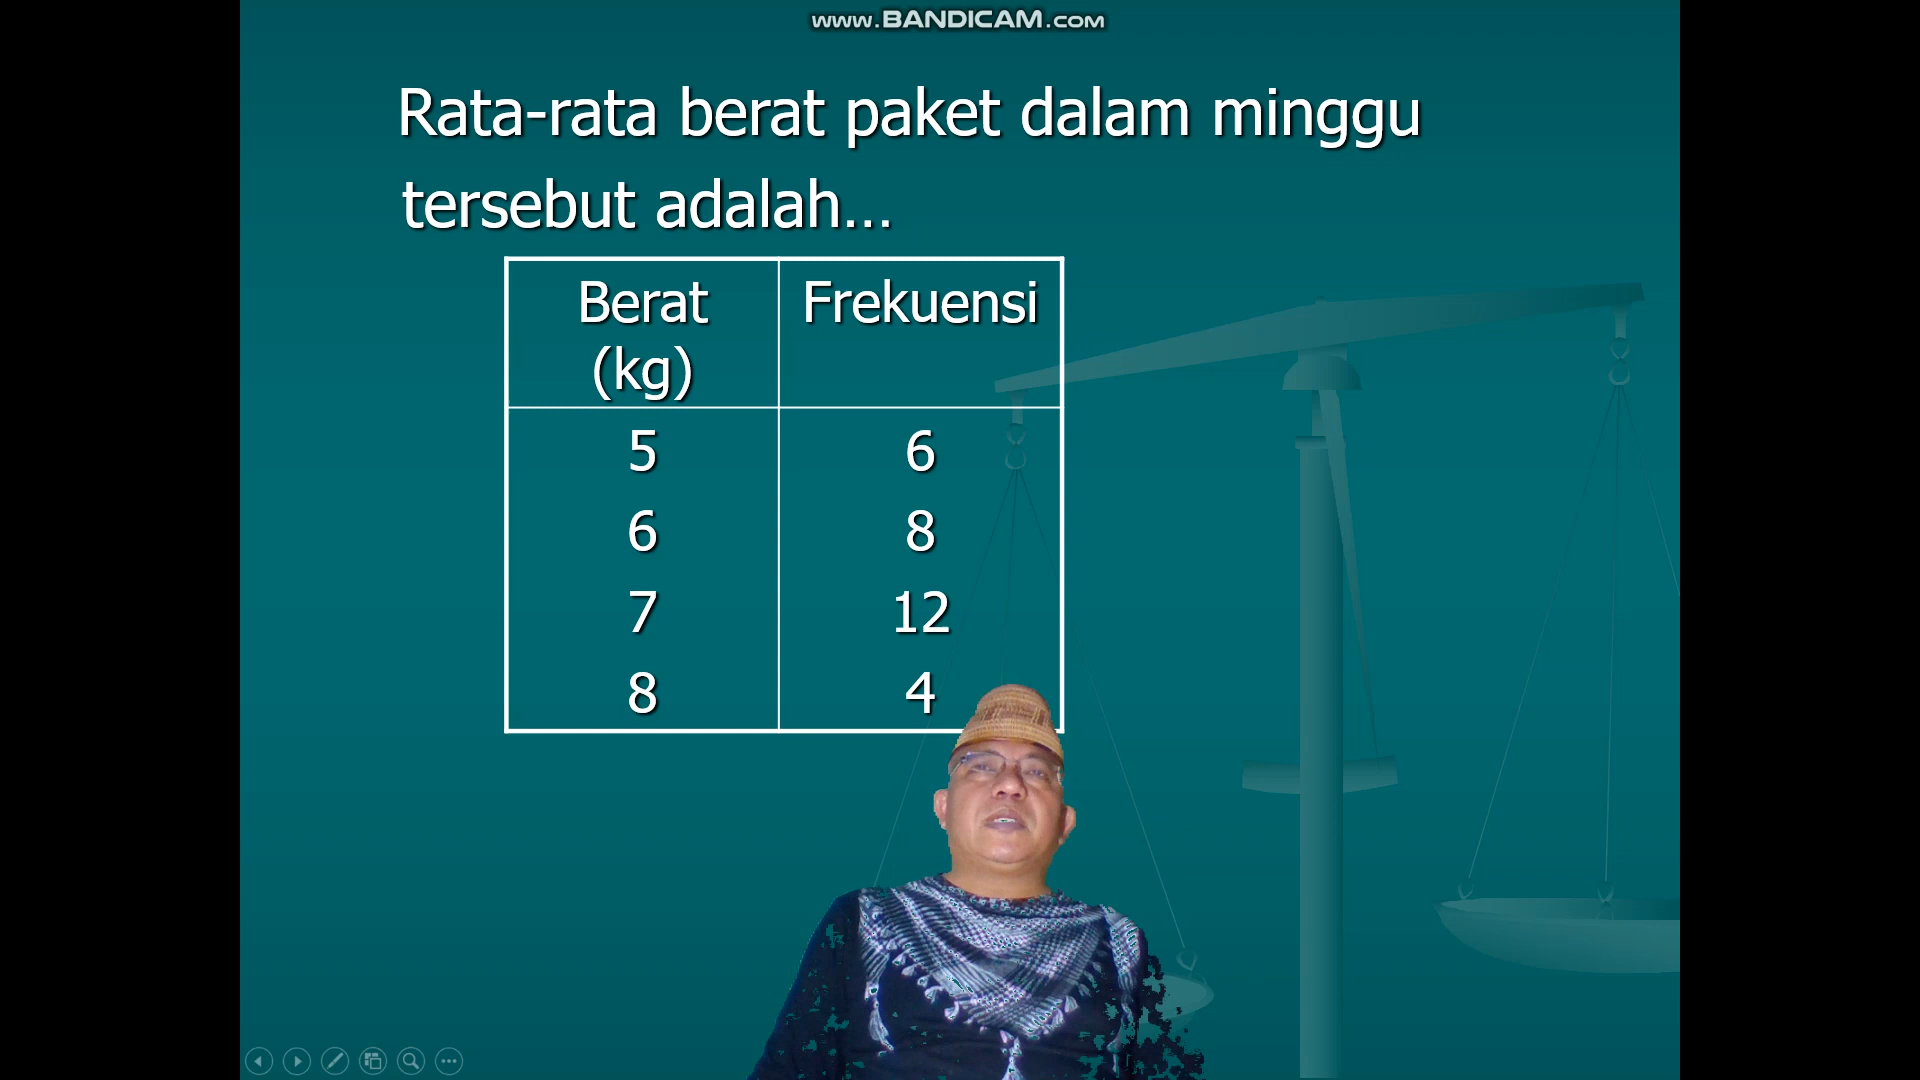 www.BANDICAM.com
Rata-rata berat paket dalam minggu
tersebut adalah...
Berat (kg) Frekuensi
5 6
6 8
7 12
8 4